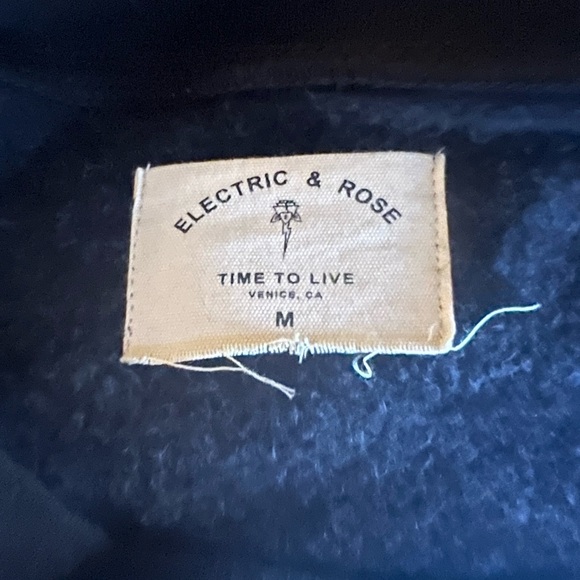 ELECTRIC & ROSE
TIME TO LIVE
VENICE, CA
M